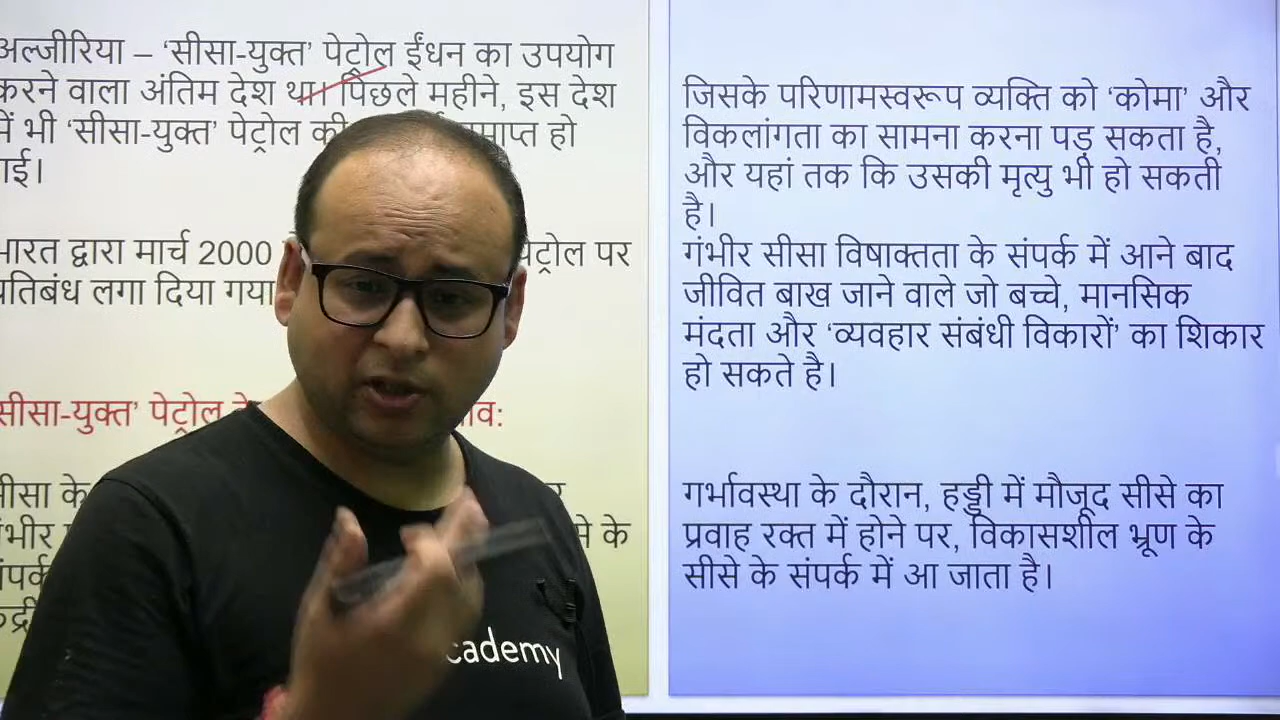 अल्जीरिया – ‘सीसा-युक्त’ पेट्रोल ईंधन का उपयोग
करने वाला अंतिम देश था। पिछले महीने, इस देश
में भी ‘सीसा-युक्त’ पेट्रोल की
हो
भारत द्वारा मार्च 2000
पेट्रोल पर
प्रतिबंध लगा दिया गया
सीसा-युक्त’ पेट्रोल
सीसा के
के
जिसके परिणामस्वरूप व्यक्ति को ‘कोमा’ और
विकलांगता का सामना करना पड़ सकता है,
और यहां तक कि उसकी मृत्यु भी हो सकती
है।
गंभीर सीसा विषाक्तता के संपर्क में आने बाद
जीवित बाख जाने वाले जो बच्चे, मानसिक
मंदता और ‘व्यवहार संबंधी विकारों’ का शिकार
हो सकते है।
गर्भावस्था के दौरान, हड्डी में मौजूद सीसे का
प्रवाह रक्त में होने पर, विकासशील भ्रूण के
सीसे के संपर्क में आ जाता है।
cademy